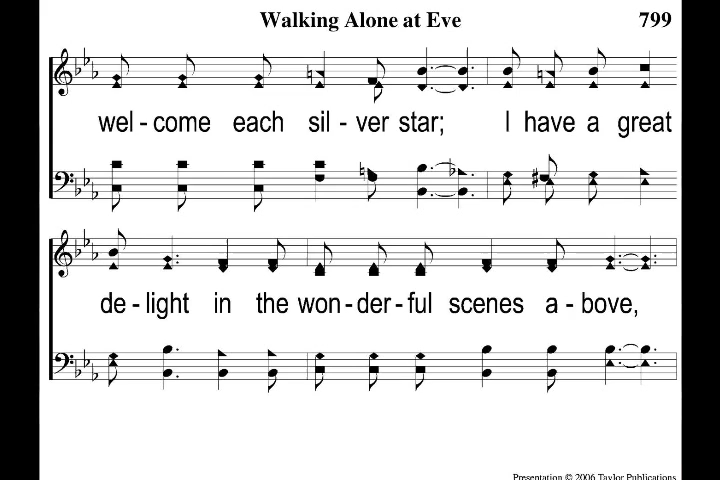 Walking Alone at Eve 799
wel - come each sil - ver star; I have a great
de - light in the won - der - ful scenes a - bove,
Presentation © 2006 Taylor Publications